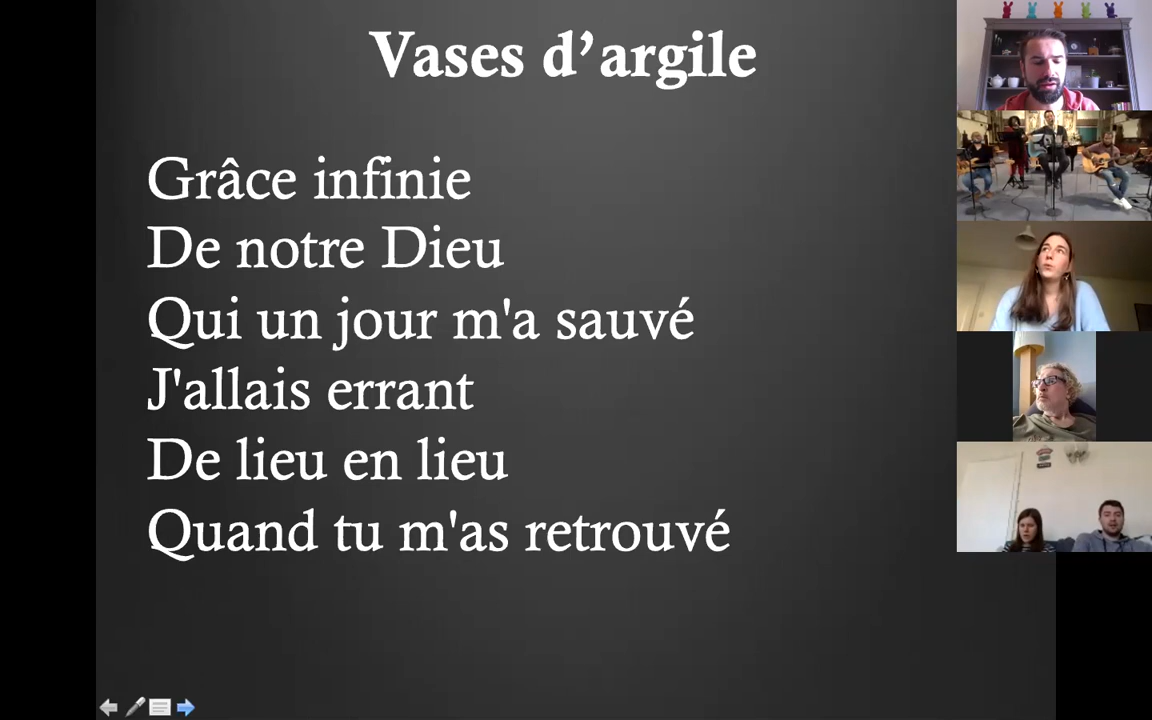 Vases d’argile
Grâce infinie
De notre Dieu
Qui un jour m'a sauvé
J'allais errant
De lieu en lieu
Quand tu m'as retrouvé